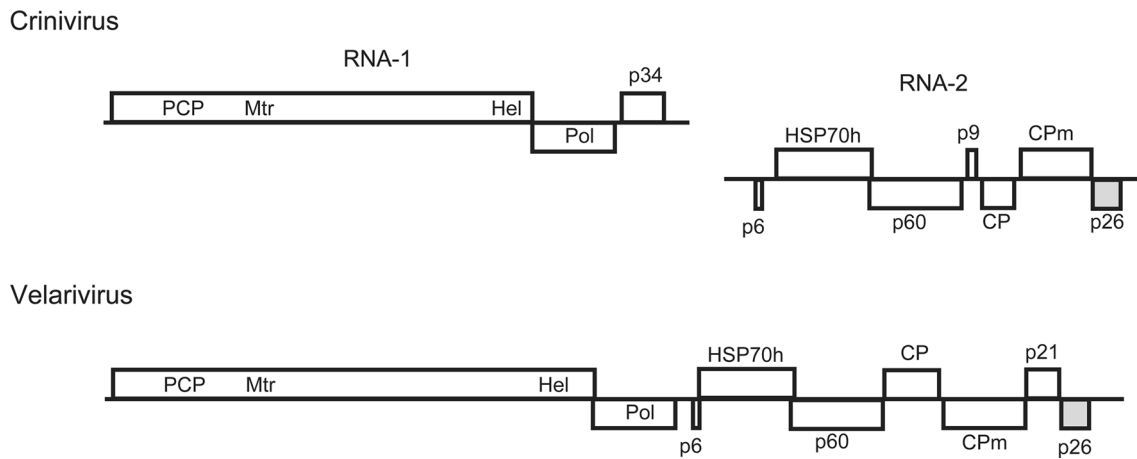 Crinivirus
RNA-1
p34
RNA-2
PCP Mtr Hel
Pol
HSP70h p9 CPm
p6 p60 CP p26
Velarivirus
HSP70h CP p21
PCP Mtr Hel
Pol p6 p60 CPm p26